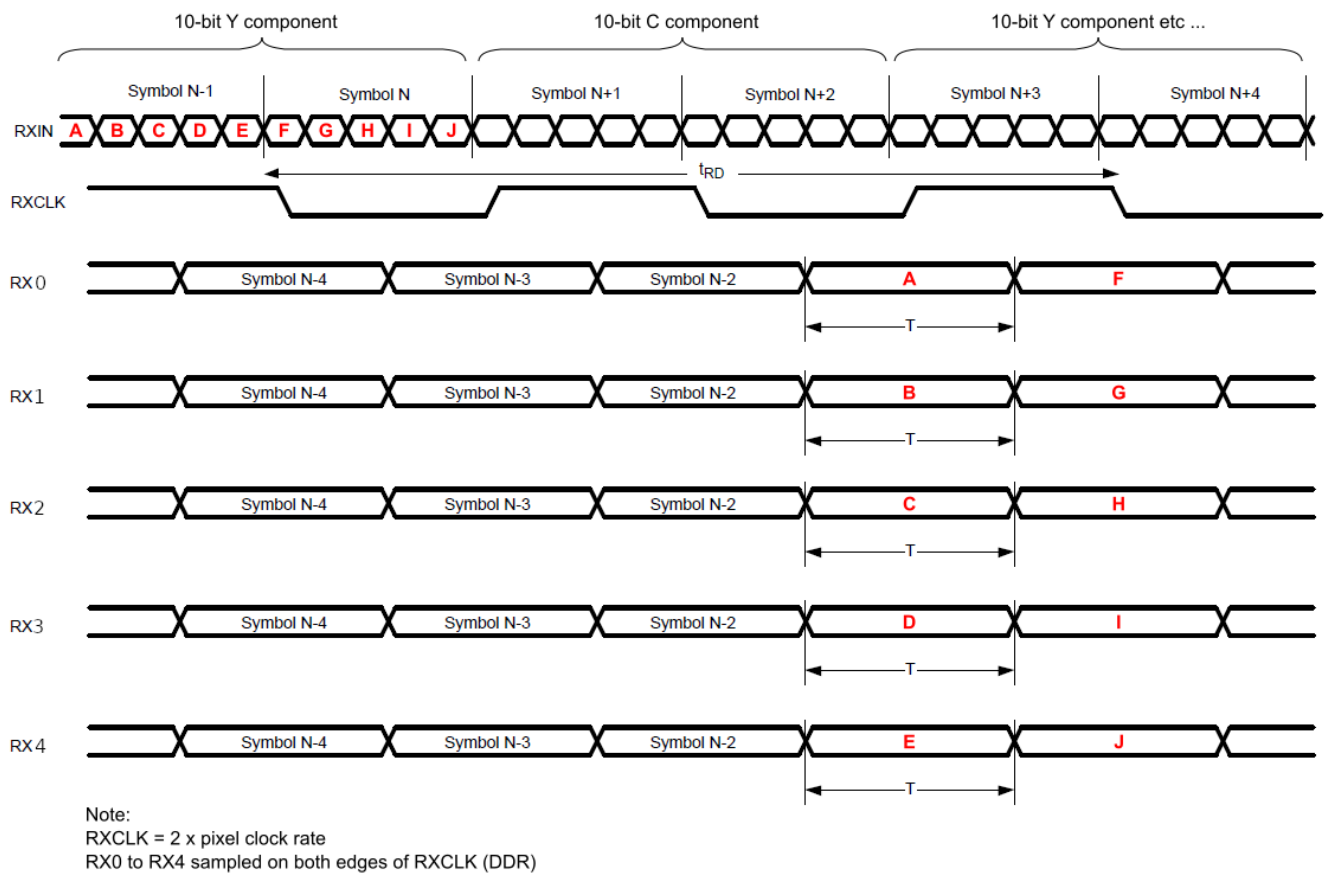 10-bit Y component 10-bit C component 10-bit Y component etc ...
Symbol N-1 Symbol N Symbol N+1 Symbol N+2 Symbol N+3 Symbol N+4
RXIN A B C D E F G H I J
tRD
RXCLK
RX0 Symbol N-4 Symbol N-3 Symbol N-2 A F
T
RX1 Symbol N-4 Symbol N-3 Symbol N-2 B G
T
RX2 Symbol N-4 Symbol N-3 Symbol N-2 C H
T
RX3 Symbol N-4 Symbol N-3 Symbol N-2 D I
T
RX4 Symbol N-4 Symbol N-3 Symbol N-2 E J
T
Note:
RXCLK = 2 x pixel clock rate
RX0 to RX4 sampled on both edges of RXCLK (DDR)